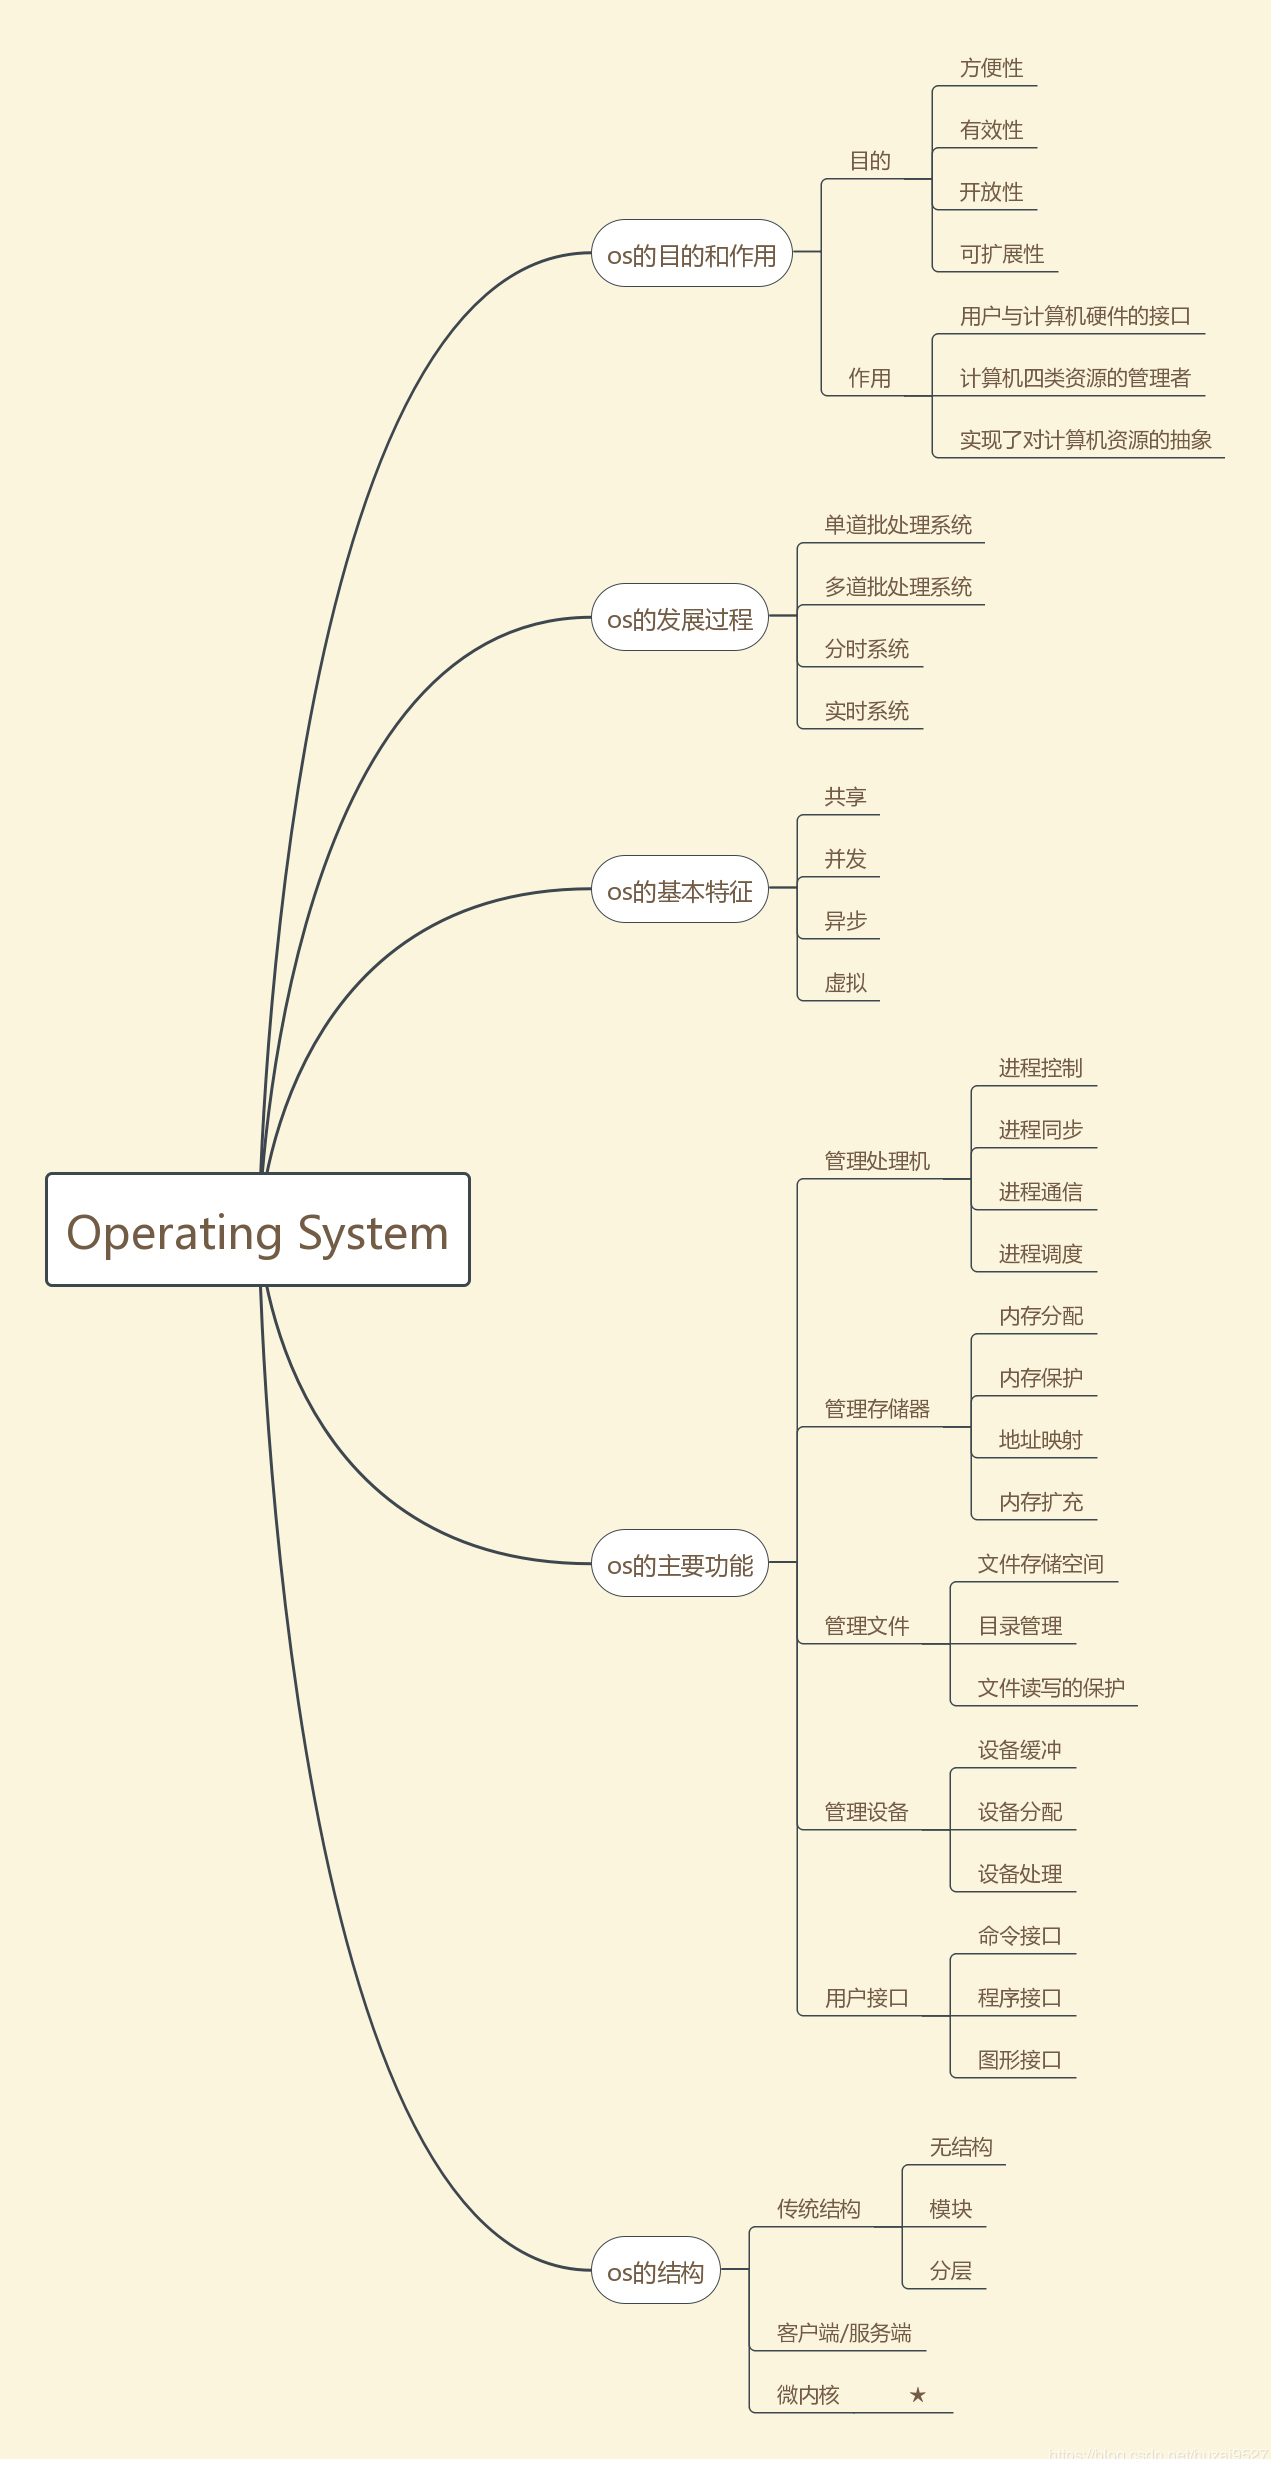 方便性
有效性
目的
开放性
os的目的和作用
可扩展性
用户与计算机硬件的接口
作用
计算机四类资源的管理者
实现了对计算机资源的抽象
单道批处理系统
多道批处理系统
os的发展过程
分时系统
实时系统
共享
并发
os的基本特征
异步
虚拟
Operating System
进程控制
进程同步
管理处理机
进程通信
进程调度
内存分配
内存保护
管理存储器
地址映射
内存扩充
os的主要功能
文件存储空间
管理文件
目录管理
文件读写的保护
设备缓冲
管理设备
设备分配
设备处理
命令接口
用户接口
程序接口
图形接口
无结构
传统结构
模块
分层
os的结构
客户端/服务端
微内核 ★
https://blog.csdn.net/huzai9527